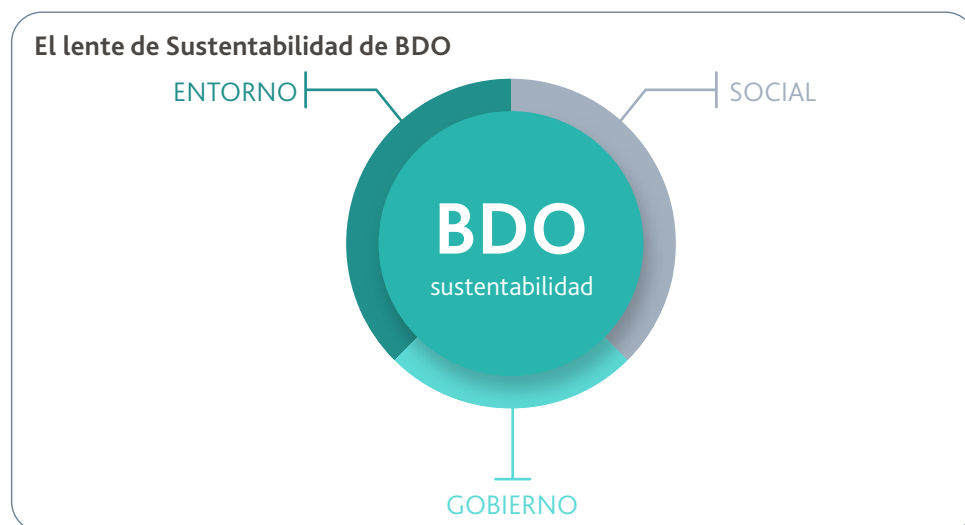 El lente de Sustentabilidad de BDO
ENTORNO
SOCIAL
BDO
sustentabilidad
GOBIERNO